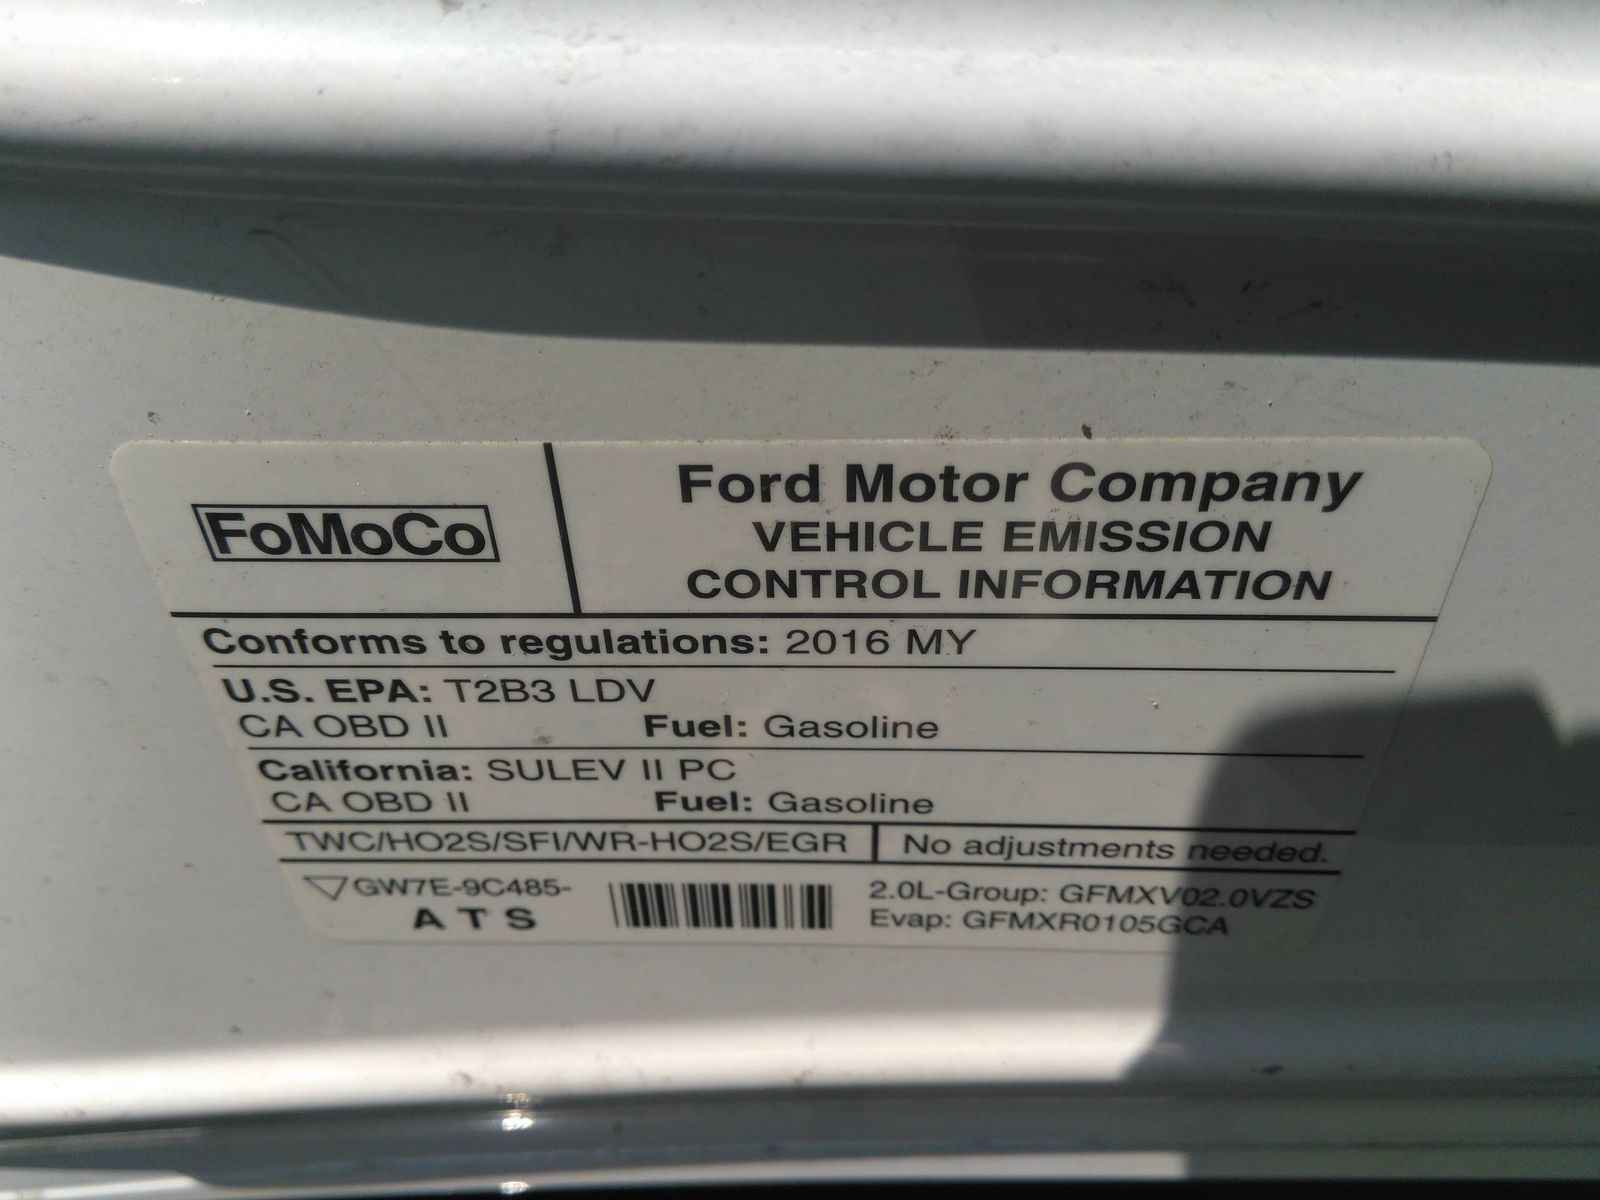 FoMoCo
Ford Motor Company
VEHICLE EMISSION
CONTROL INFORMATION
Conforms to regulations: 2016 MY
U.S. EPA: T2B3 LDV
CA OBD II Fuel: Gasoline
California: SULEV II PC
CA OBD II Fuel: Gasoline
TWC/HO2S/SFI/WR-HO2S/EGR No adjustments needed.
GW7E-9C485-
ATS
2.0L-Group: GFMXV02.0VZS
Evap: GFMXR0105GCA